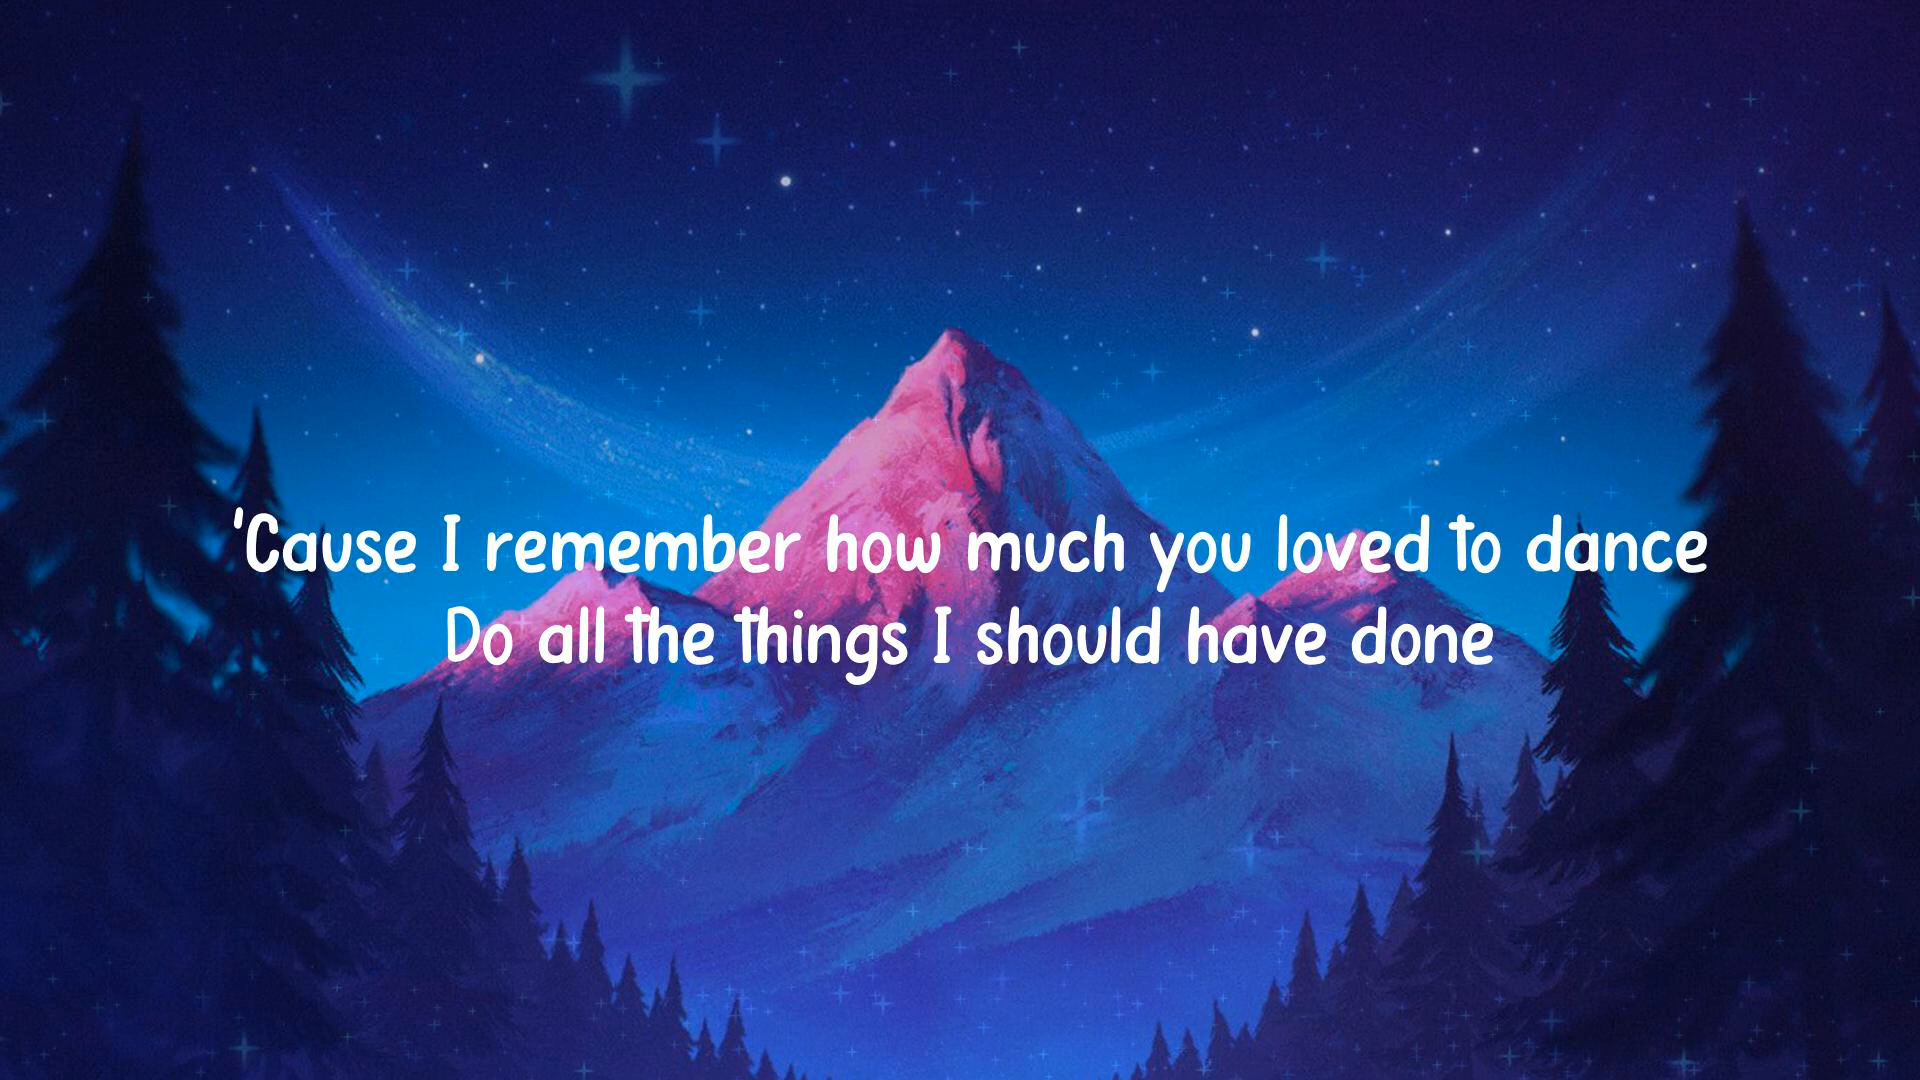 'Cause I remember how much you loved to dance
Do all the things I should have done